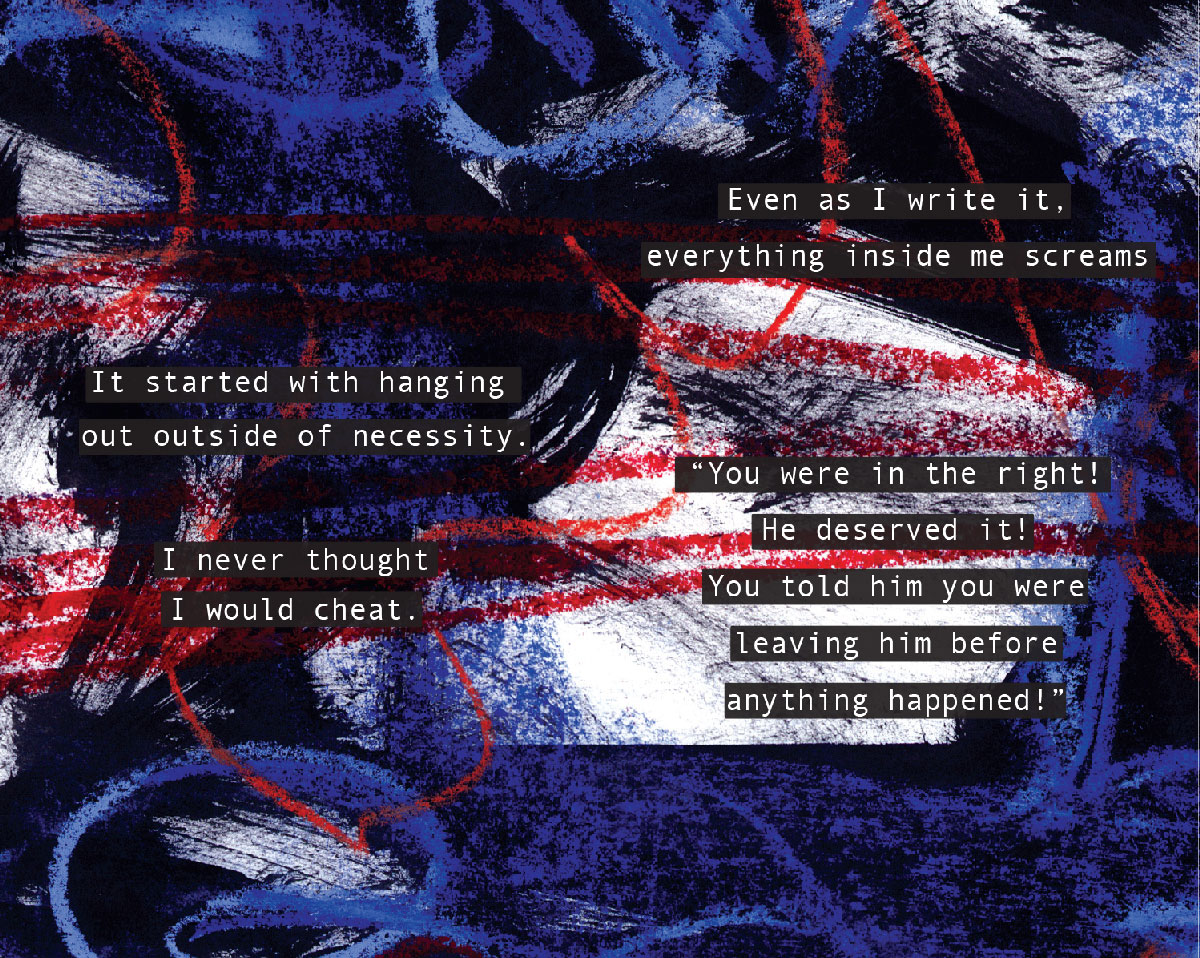 It started with hanging
out outside of necessity.
I never thought
I would cheat.
Even as I write it,
everything inside me screams
“You were in the right!
He deserved it!
You told him you were
leaving him before
anything happened!”